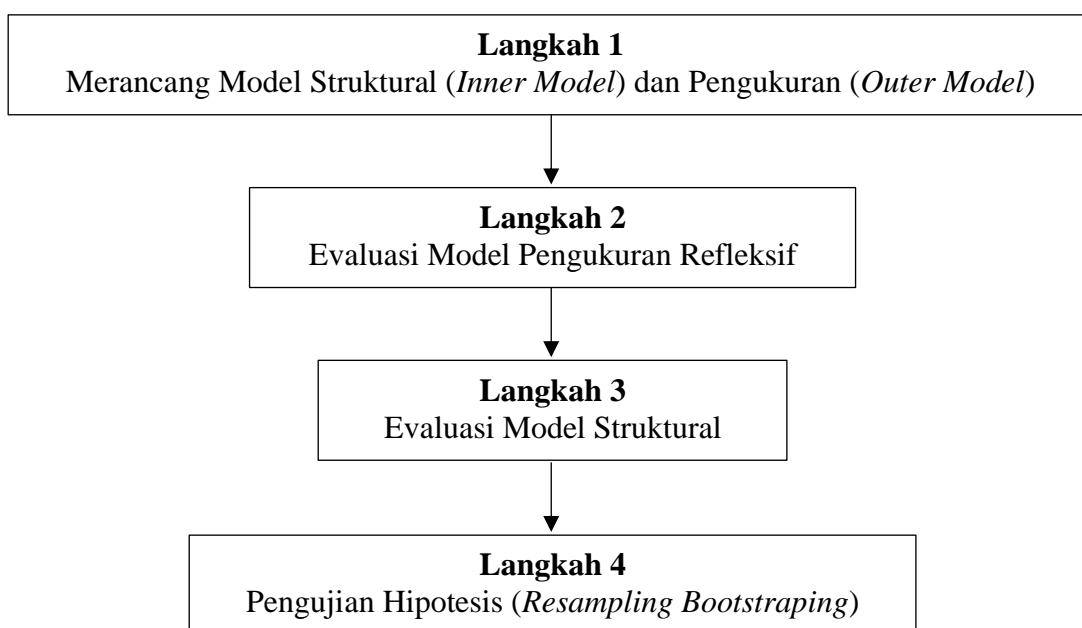 Langkah 1
Merancang Model Struktural (Inner Model) dan Pengukuran (Outer Model)
Langkah 2
Evaluasi Model Pengukuran Refleksif
Langkah 3
Evaluasi Model Struktural
Langkah 4
Pengujian Hipotesis (Resampling Bootstraping)